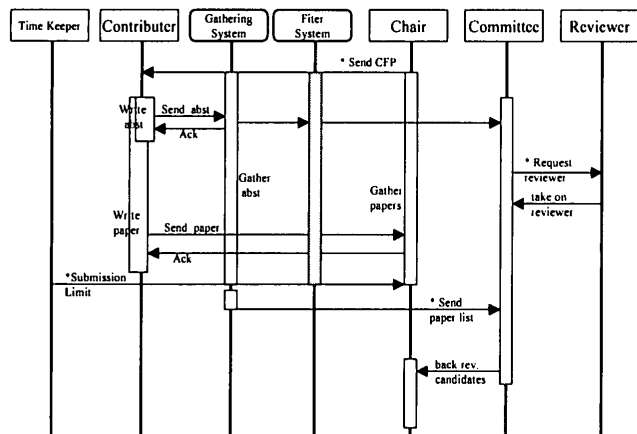 Time Keeper
Contributer
Gathering
System
Fiter
System
Chair
Committee
Reviewer
* Send CFP
Write
abst
Send abst
Ack
* Request
reviewer
Gather
abst
Gather
papers
take on
reviewer
Write
paper
Send paper
Ack
*Submission
Limit
* Send
paper list
back rev.
candidates